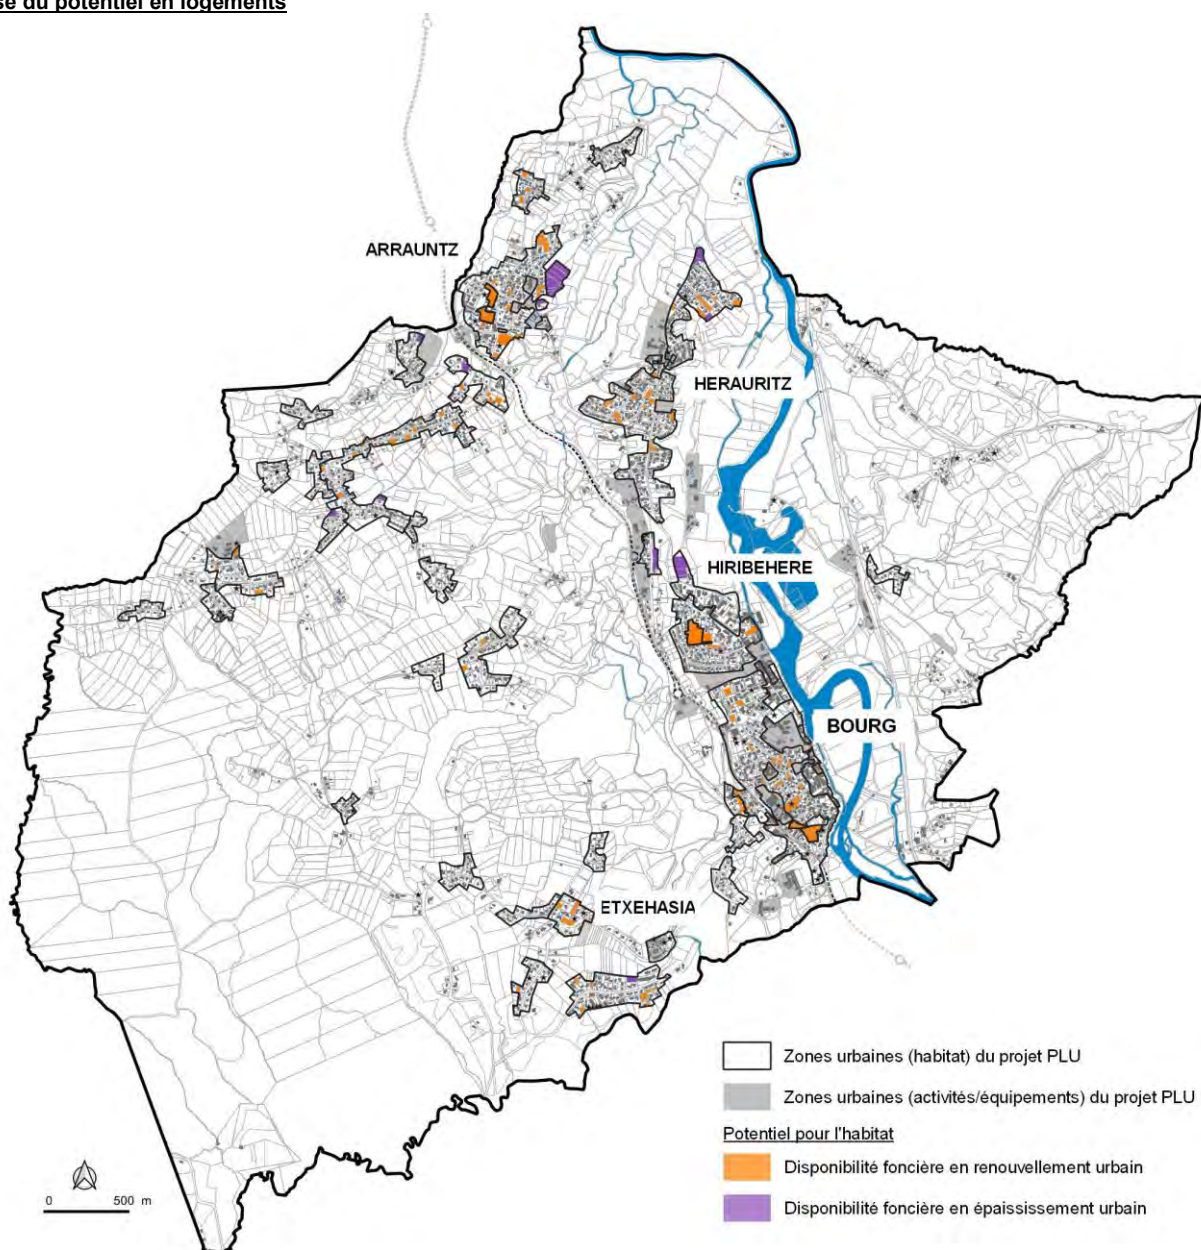 se du potentiel en logements
ARRAUNTZ
HERAURITZ
HIRIBEHERE
BOURG
ETXEHASIA
Zones urbaines (habitat) du projet PLU
Zones urbaines (activités/équipements) du projet PLU
Potentiel pour l'habitat
Disponibilité foncière en renouvellement urbain
Disponibilité foncière en épaississement urbain
0 500 m